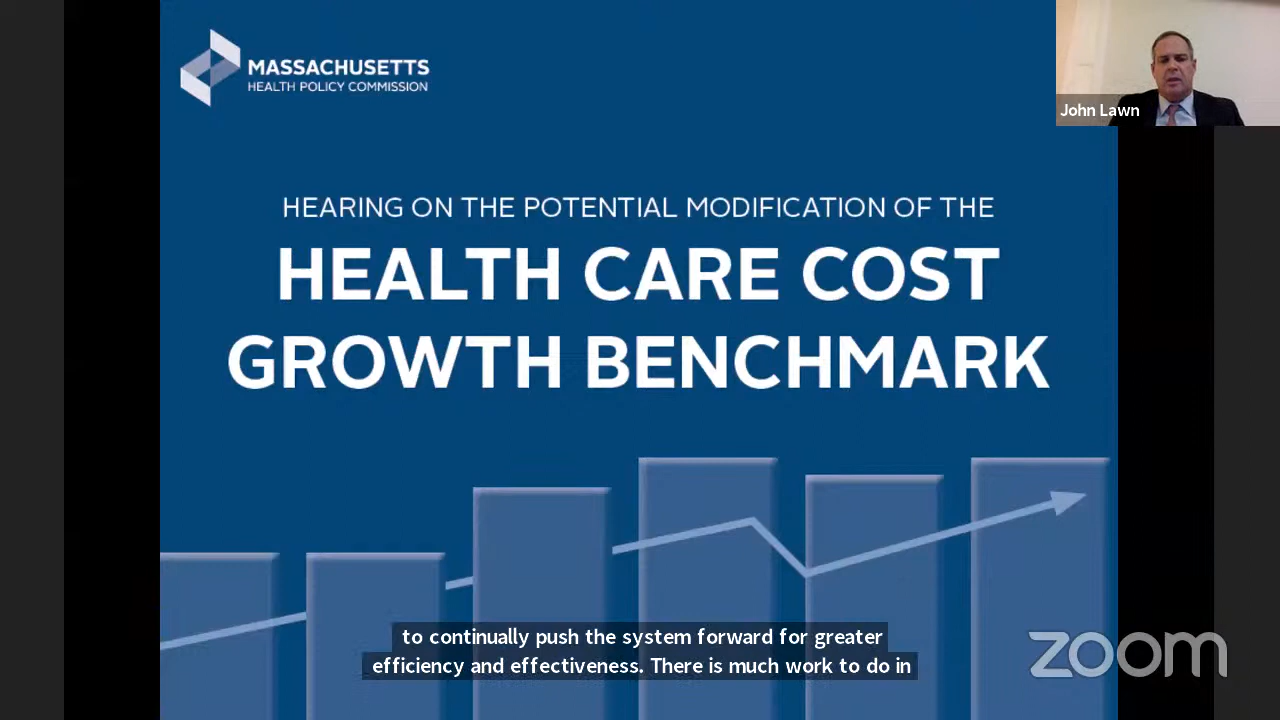 MASSACHUSETTS
HEALTH POLICY COMMISSION
John Lawn
HEARING ON THE POTENTIAL MODIFICATION OF THE
HEALTH CARE COST
GROWTH BENCHMARK
to continually push the system forward for greater
efficiency and effectiveness. There is much work to do in
zoom